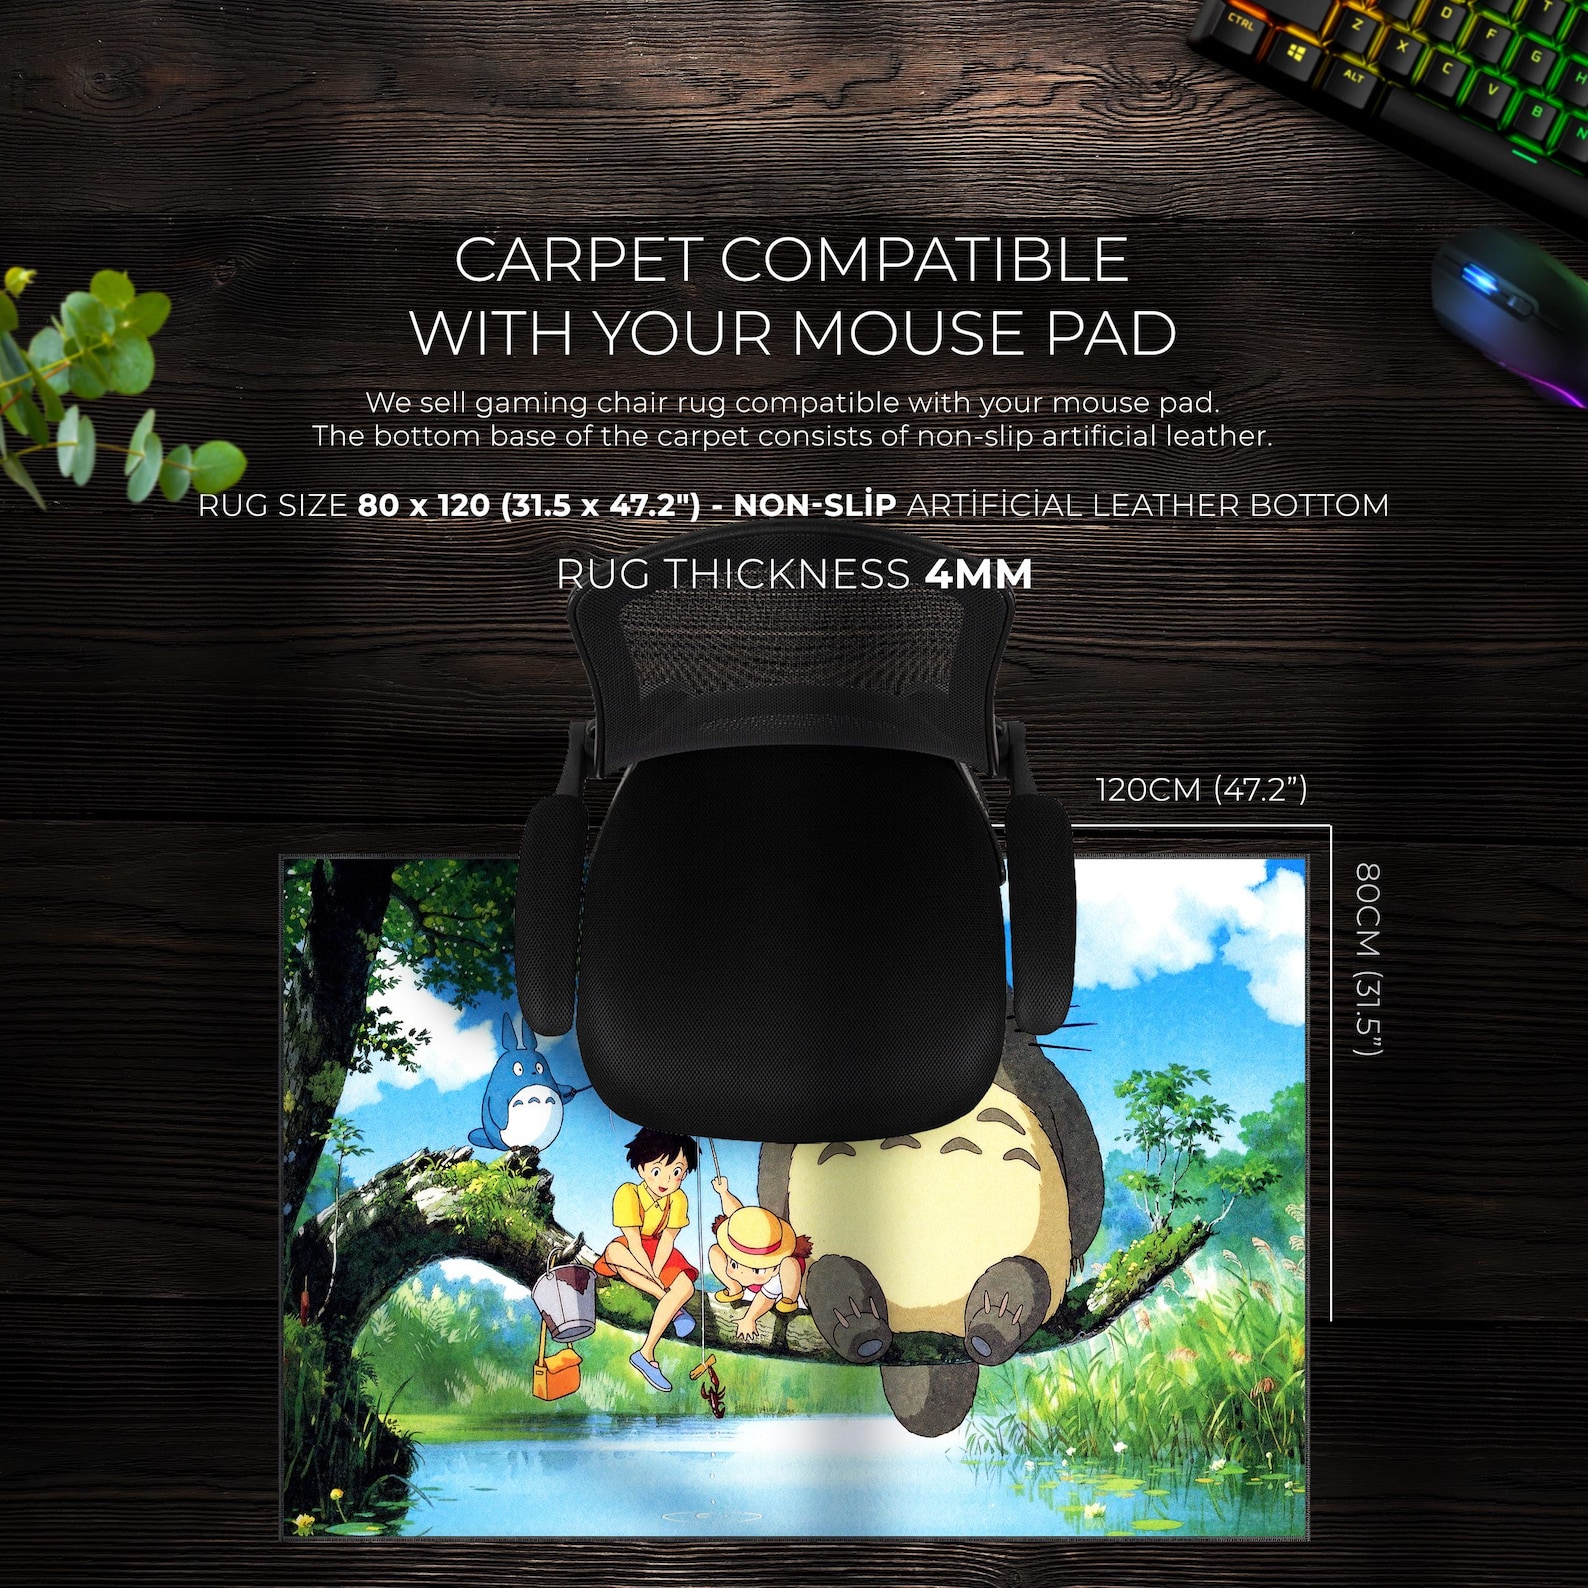 CARPET COMPATIBLE
WITH YOUR MOUSE PAD
We sell gaming chair rug compatible with your mouse pad.
The bottom base of the carpet consists of non-slip artificial leather.
RUG SIZE 80 x 120 (31.5 x 47.2") - NON-SLİP ARTİFİCİAL LEATHER BOTTOM
RUG THICKNESS 4MM
120CM (47.2”)
80CM (31.5”)
CTRL
ALT
Z
X
C
V
B
N
D
F
G
H
T